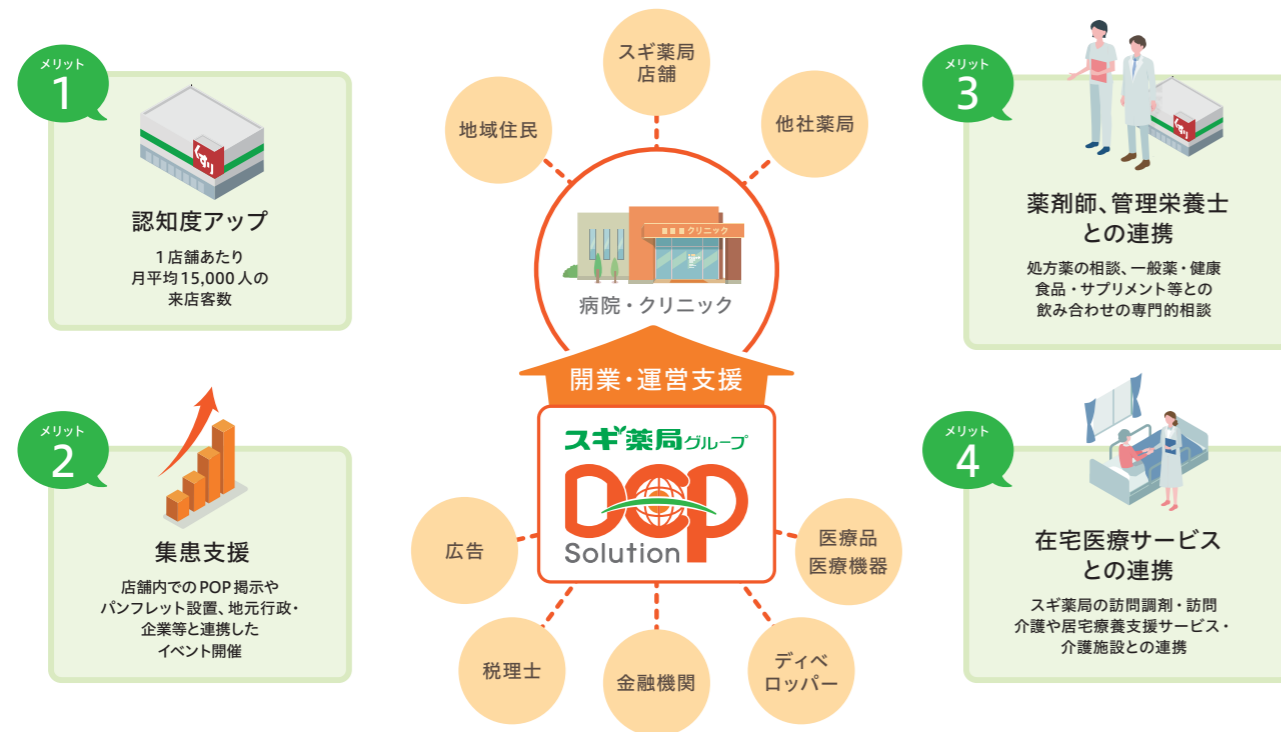 メリット
1
くすり
認知度アップ
1店舗あたり
月平均15,000人の
来店客数
メリット
2
集患支援
店舗内でのPOP掲示や
パンフレット設置、地元行政・
企業等と連携した
イベント開催
スギ薬局
店舗
地域住民
他社薬局
クリニック
病院・クリニック
開業・運営支援
スギ薬局グループ
DCP
Solution
広告
医療品
医療機器
税理士
金融機関
ディベ
ロッパー
メリット
3
薬剤師、管理栄養士
との連携
処方薬の相談、一般薬・健康
食品・サプリメント等との
飲み合わせの専門的相談
メリット
4
在宅医療サービス
との連携
スギ薬局の訪問調剤・訪問
介護や居宅療養支援サービス・
介護施設との連携